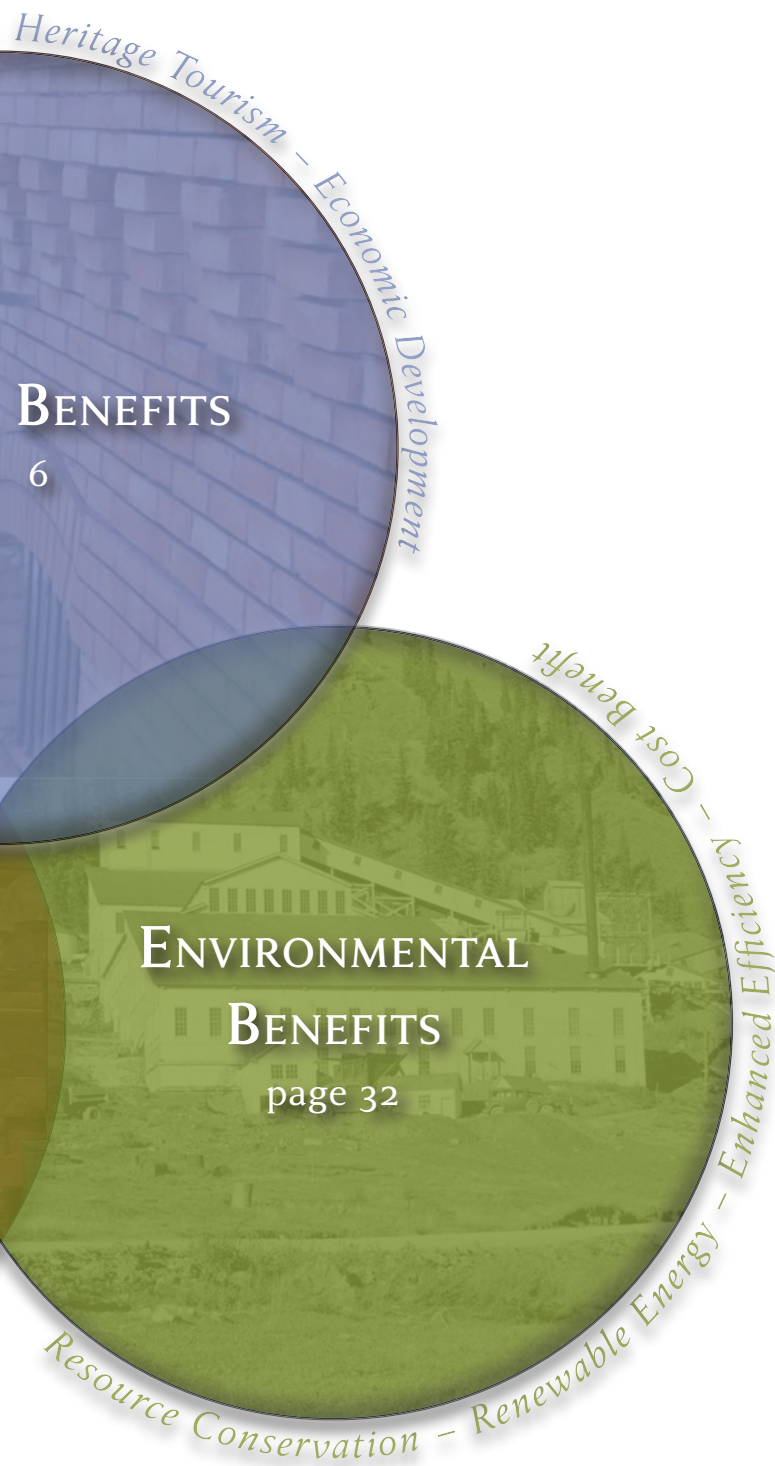 Heritage Tourism – Economic Development
BENEFITS
6
Resource Conservation – Renewable Energy – Enhanced Efficiency – Cost Benefit
ENVIRONMENTAL
BENEFITS
page 32